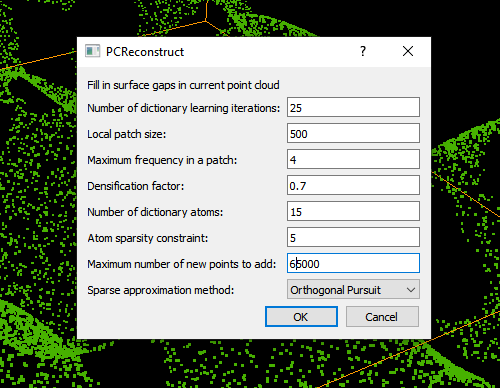 PCReconstruct ?
Fill in surface gaps in current point cloud
Number of dictionary learning iterations: 25
Local patch size: 500
Maximum frequency in a patch: 4
Densification factor: 0.7
Number of dictionary atoms: 15
Atom sparsity constraint: 5
Maximum number of new points to add: 65000
Sparse approximation method: Orthogonal Pursuit
OK Cancel